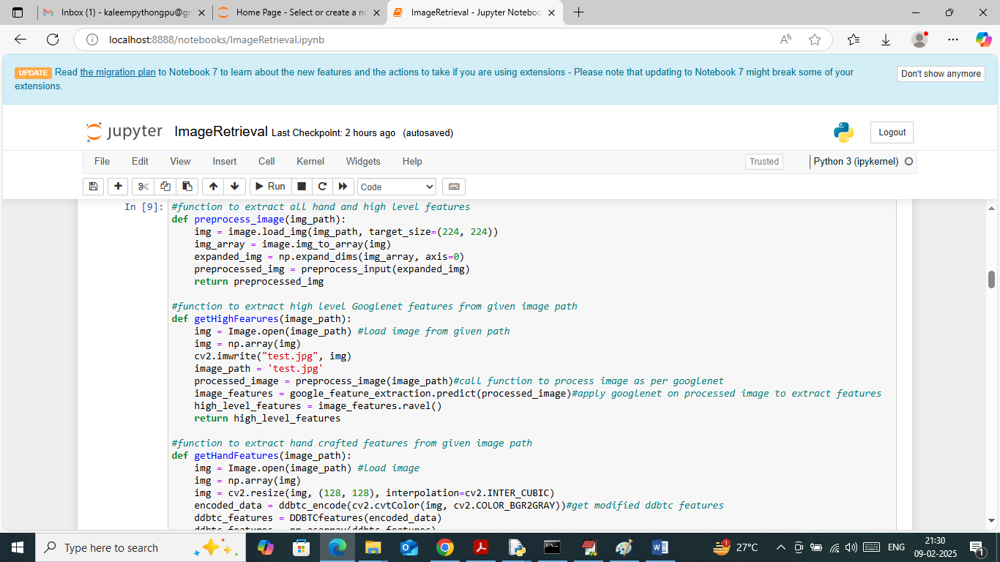 Inbox (1) - kaleempythongpu@gm
Home Page - Select or create a no
ImageRetrieval - Jupyter Notebook
localhost:8888/notebooks/ImageRetrieval.ipynb
UPDATE Read the migration plan to Notebook 7 to learn about the new features and the actions to take if you are using extensions - Please note that updating to Notebook 7 might break some of your
extensions.
Don't show anymore
jupyter ImageRetrieval Last Checkpoint: 2 hours ago (autosaved)
Logout
File Edit View Insert Cell Kernel Widgets Help
Trusted
Python 3 (ipykernel)
Run
Code
In [9]: #function to extract all hand and high level features
def preprocess_image(img_path):
    img = image.load_img(img_path, target_size=(224, 224))
    img_array = image.img_to_array(img)
    expanded_img = np.expand_dims(img_array, axis=0)
    preprocessed_img = preprocess_input(expanded_img)
    return preprocessed_img
#function to extract high level Googlenet features from given image path
def getHighFearures(image_path):
    img = Image.open(image_path) #load image from given path
    img = np.array(img)
    cv2.imwrite("test.jpg", img)
    image_path = 'test.jpg'
    processed_image = preprocess_image(image_path)#call function to process image as per googlenet
    image_features = google_feature_extraction.predict(processed_image)#apply googlenet on processed image to extract features
    high_level_features = image_features.ravel()
    return high_level_features
#function to extract hand crafted features from given image path
def getHandFeatures(image_path):
    img = Image.open(image_path) #load image
    img = np.array(img)
    img = cv2.resize(img, (128, 128), interpolation=cv2.INTER_CUBIC)
    encoded_data = ddbtc_encode(cv2.cvtColor(img, cv2.COLOR_BGR2GRAY))#get modified ddbtc features
    ddbtc_features = DDBTCfeatures(encoded_data)
    ddbtc_features = np.asarray(ddbtc_features)
Type here to search
1
27°C
ENG
21:30
09-02-2025
1